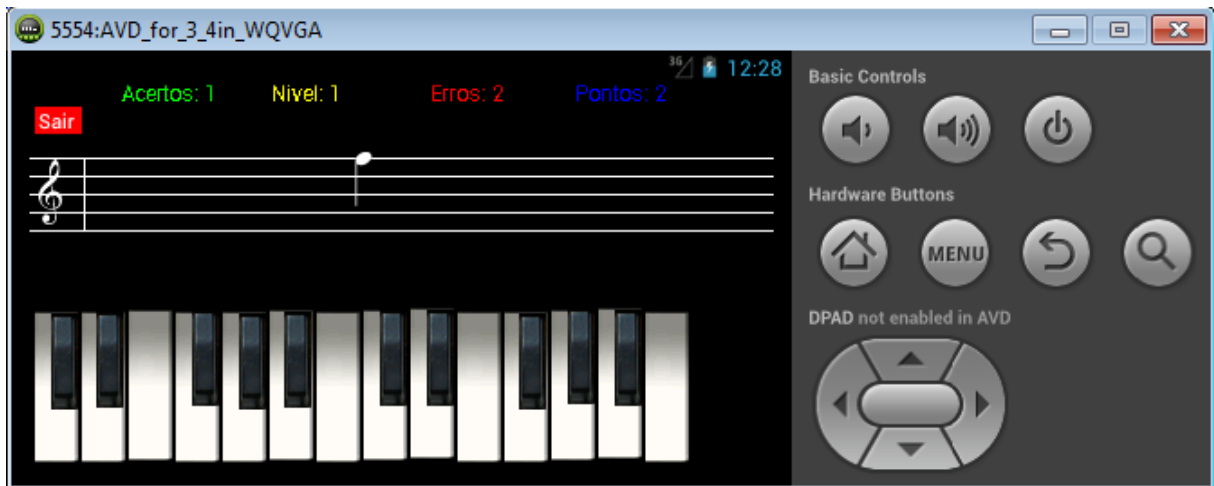 5554:AVD_for_3_4in_WQVGA
3G 12:28
Acertos: 1 Nivel: 1 Erros: 2 Pontos: 2
Sair
Basic Controls
Hardware Buttons
MENU
DPAD not enabled in AVD